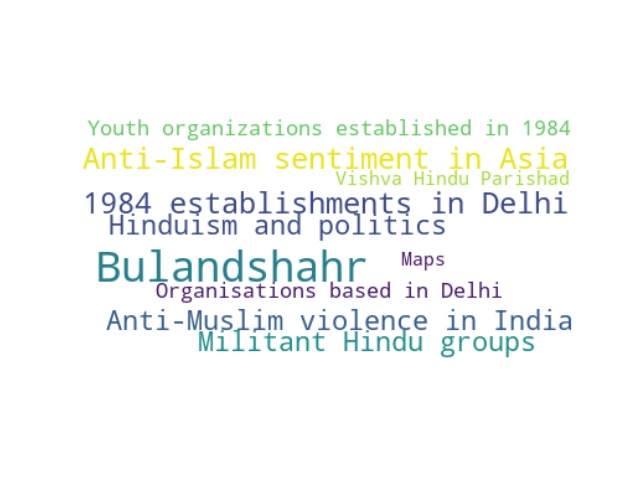 Youth organizations established in 1984
Anti-Islam sentiment in Asia
Vishva Hindu Parishad
1984 establishments in Delhi
Hinduism and politics
Bulandshahr
Maps
Organisations based in Delhi
Anti-Muslim violence in India
Militant Hindu groups